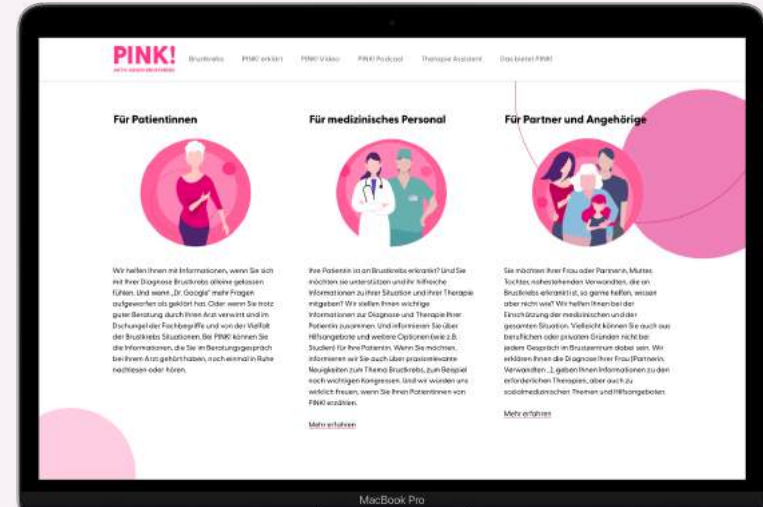 PINK!
AKTIV GEGEN BRUSTKREBS
Brustkrebs PINK! erklärt PINK! Video PINK! Podcast Therapie Assistent Das bietet PINK!
Für Patientinnen
Wir helfen Ihnen mit Informationen, wenn Sie sich
mit Ihrer Diagnose Brustkrebs alleine gelassen
fühlen. Und wenn „Dr. Google“ mehr Fragen
aufgeworfen als geklärt hat. Oder wenn Sie trotz
guter Beratung durch Ihren Arzt verwirrt sind im
Dschungel der Fachbegriffe und von der Vielfalt
der Brustkrebs Situationen. Bei PINK! können Sie
die Informationen, die Sie im Beratungsgespräch
bei Ihrem Arzt gehört haben, noch einmal in Ruhe
nachlesen oder hören.
Für medizinisches Personal
Ihre Patientin ist an Brustkrebs erkrankt? Und Sie
möchten sie unterstützen und ihr hilfreiche
Informationen zu ihrer Situation und ihrer Therapie
mitgeben? Wir stellen Ihnen wichtige
Informationen zur Diagnose und Therapie Ihrer
Patientin zusammen. Und informieren Sie über
Hilfsangebote und weitere Optionen (wie z.B.
Studien) für Ihre Patientin. Wenn Sie möchten,
informieren wir Sie auch über praxisrelevante
Neuigkeiten zum Thema Brustkrebs, zum Beispiel
nach wichtigen Kongressen. Und wir würden uns
wirklich freuen, wenn Sie Ihren Patientinnen von
PINK! erzählen.
Mehr erfahren
Für Partner und Angehörige
Sie möchten Ihrer Frau oder Partnerin, Mutter,
Tochter, nahestehenden Verwandten, die an
Brustkrebs erkrankt ist, so gerne helfen, wissen
aber nicht wie? Wir helfen Ihnen bei der
Einschätzung der medizinischen und der
gesamten Situation. Vielleicht können Sie auch aus
beruflichen oder privaten Gründen nicht bei
jedem Gespräch im Brustzentrum dabei sein. Wir
erklären Ihnen die Diagnose Ihrer Frau (Partnerin,
Verwandten ..), geben Ihnen Informationen zu den
erforderlichen Therapien, aber auch zu
sozialmedizinischen Themen und Hilfsangeboten.
Mehr erfahren
MacBook Pro